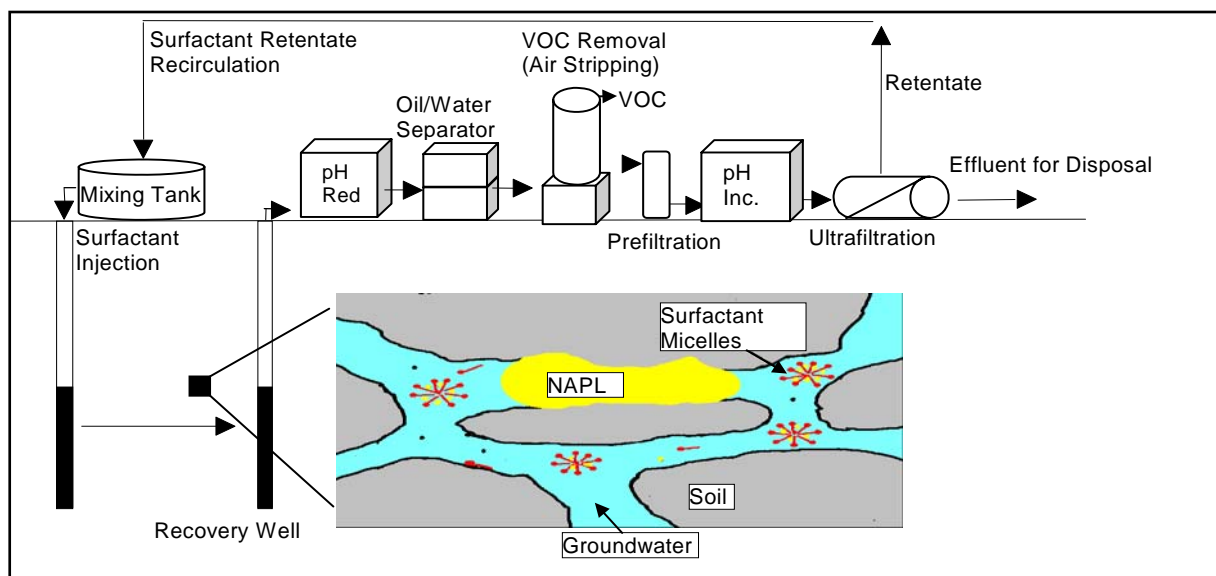 Surfactant Retentate
Recirculation
VOC Removal
(Air Stripping)
VOC
Retentate
Oil/Water
Separator
Effluent for Disposal
Mixing Tank
pH
Red
pH
Inc.
Surfactant
Injection
Prefiltration
Ultrafiltration
Surfactant
Micelles
NAPL
Soil
Recovery Well
Groundwater